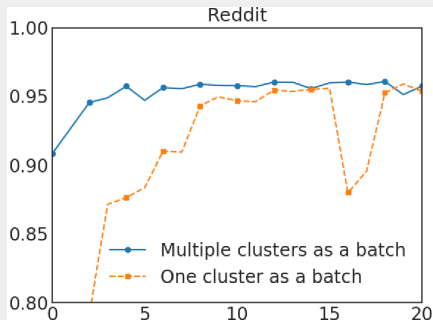 Reddit
1.00
0.95
0.90
0.85
0.80
Multiple clusters as a batch
One cluster as a batch
0 5 10 15 20